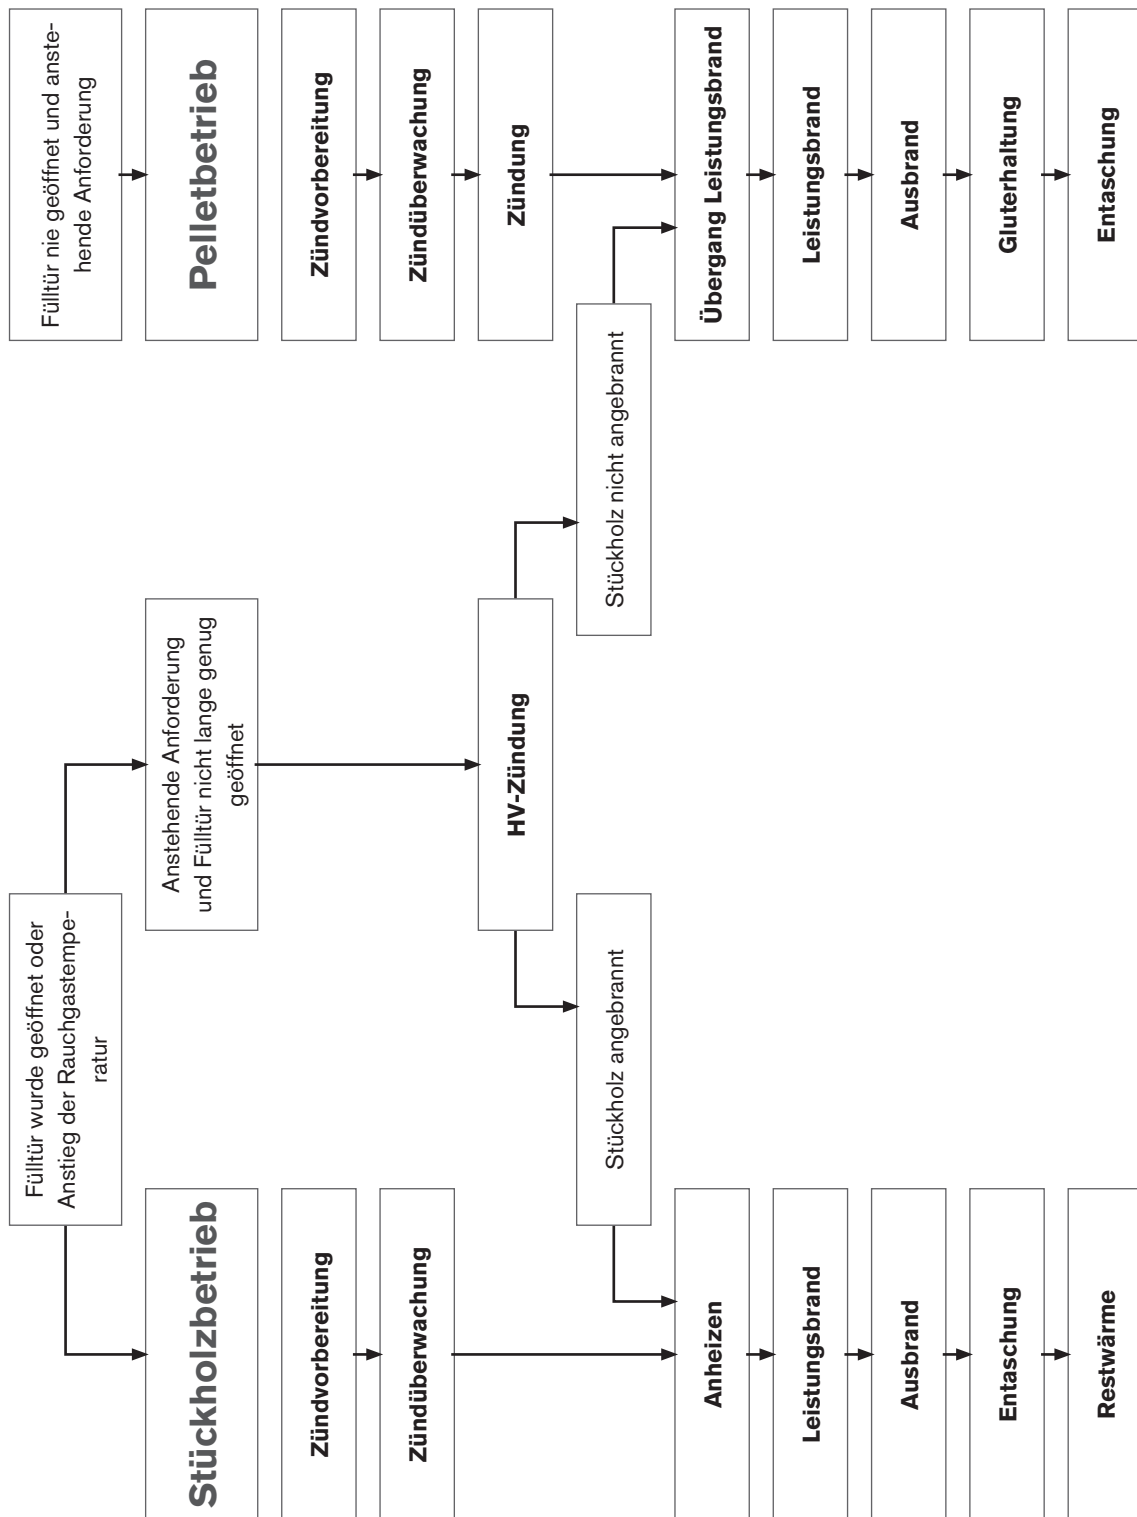 Fülltür wurde geöffnet oder
Anstieg der Rauchgastempe-
ratur
Stückholzbetrieb
Zündvorbereitung
Zündüberwachung
Anheizen
Leistungsbrand
Ausbrand
Entaschung
Restwärme
Anstehende Anforderung
und Fülltür nicht lange genug
geöffnet
HV-Zündung
Stückholz angebrannt
Stückholz nicht angebrannt
Fülltür nie geöffnet und anste-
hende Anforderung
Pelletbetrieb
Zündvorbereitung
Zündüberwachung
Zündung
Übergang Leistungsbrand
Leistungsbrand
Ausbrand
Gluterhaltung
Entaschung